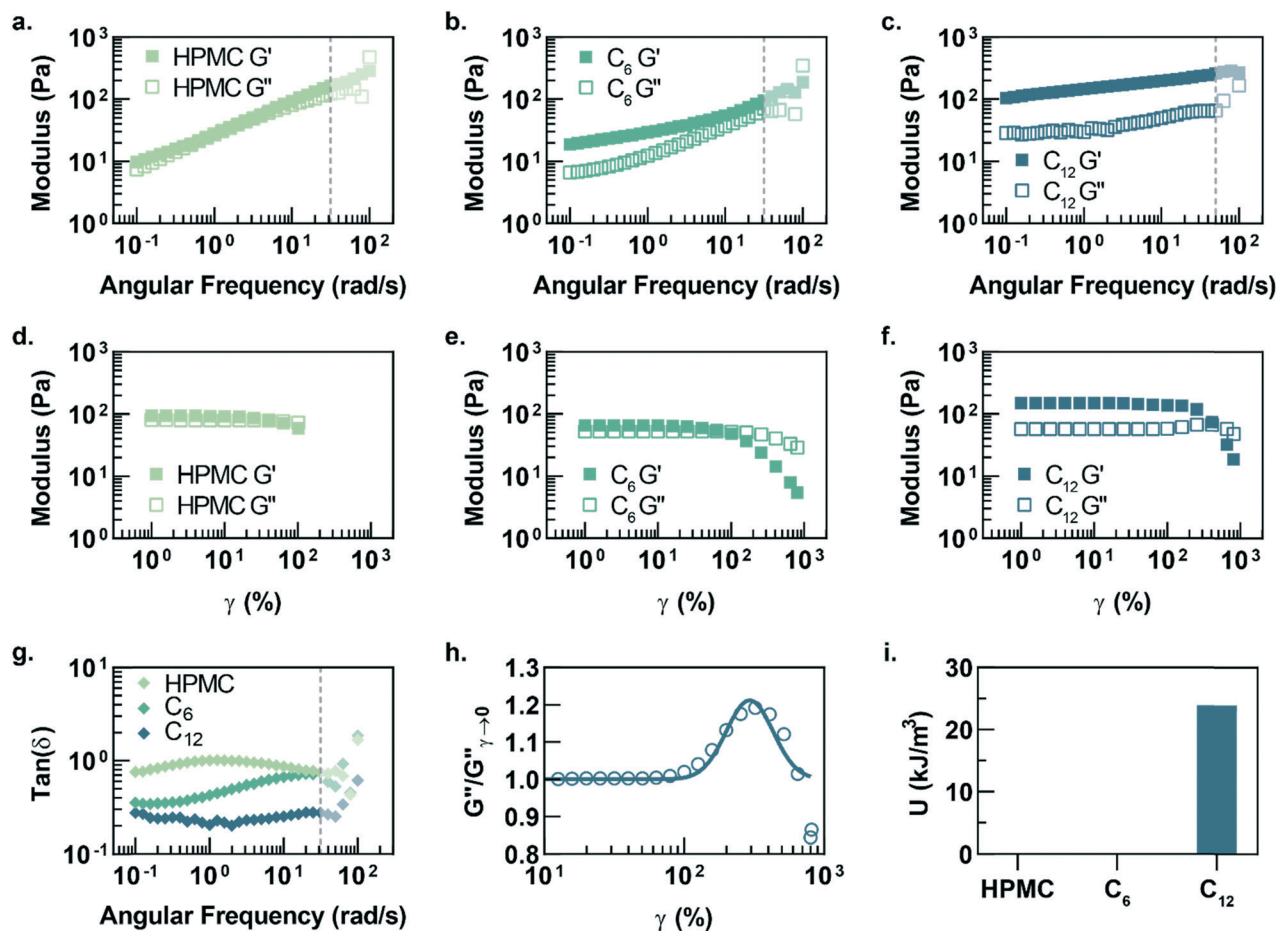 a.
Modulus (Pa)
10³
10²
10¹
10⁰
HPMC G'
HPMC G"
10⁻¹ 10⁰ 10¹ 10²
Angular Frequency (rad/s)
b.
Modulus (Pa)
10³
10²
10¹
10⁰
C₆ G'
C₆ G"
10⁻¹ 10⁰ 10¹ 10²
Angular Frequency (rad/s)
c.
Modulus (Pa)
10³
10²
10¹
10⁰
C₁₂ G'
C₁₂ G"
10⁻¹ 10⁰ 10¹ 10²
Angular Frequency (rad/s)
d.
Modulus (Pa)
10³
10²
10¹
10⁰
HPMC G'
HPMC G"
10⁰ 10¹ 10² 10³
γ (%)
e.
Modulus (Pa)
10³
10²
10¹
10⁰
C₆ G'
C₆ G"
10⁰ 10¹ 10² 10³
γ (%)
f.
Modulus (Pa)
10³
10²
10¹
10⁰
C₁₂ G'
C₁₂ G"
10⁰ 10¹ 10² 10³
γ (%)
g.
Tan(δ)
10¹
10⁰
10⁻¹
HPMC
C₆
C₁₂
10⁻¹ 10⁰ 10¹ 10²
Angular Frequency (rad/s)
h.
G"/G"γ→0
1.3
1.2
1.1
1.0
0.9
0.8
10¹ 10² 10³
γ (%)
i.
U (kJ/m³)
30
20
10
0
HPMC C₆ C₁₂